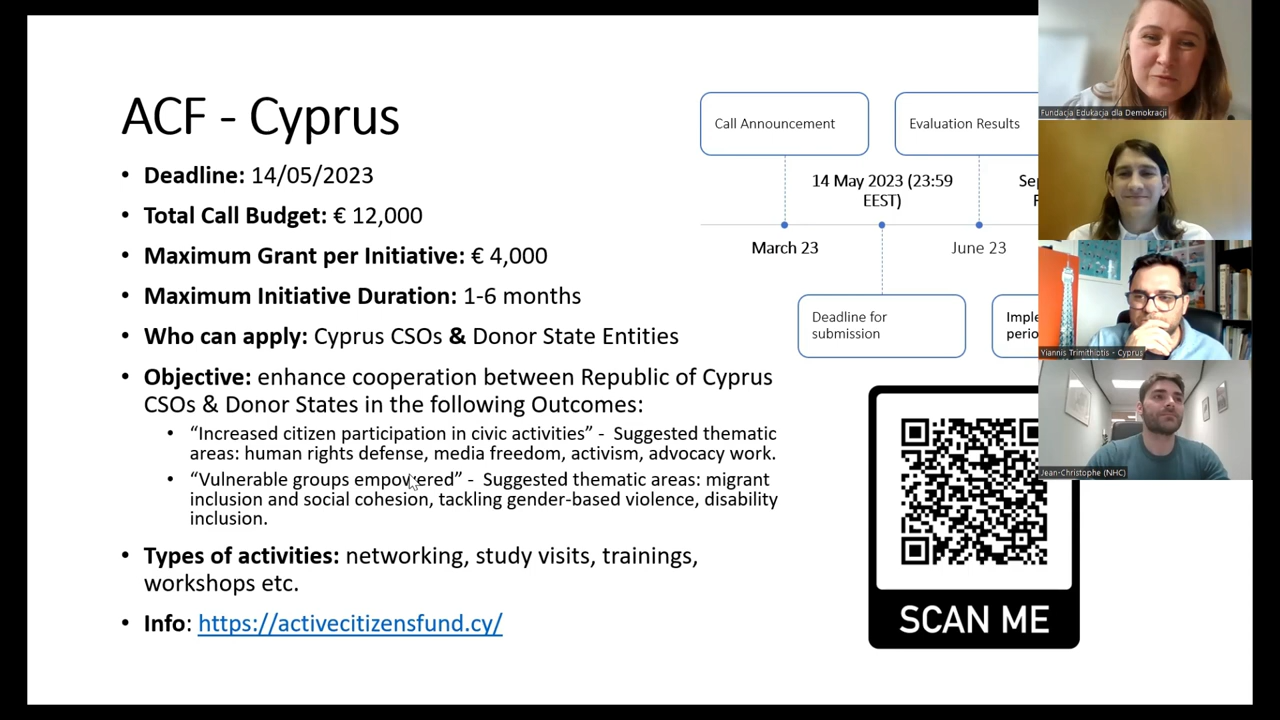 ACF - Cyprus
• Deadline: 14/05/2023
• Total Call Budget: € 12,000
• Maximum Grant per Initiative: € 4,000
• Maximum Initiative Duration: 1-6 months
• Who can apply: Cyprus CSOs & Donor State Entities
• Objective: enhance cooperation between Republic of Cyprus
CSOs & Donor States in the following Outcomes:
• “Increased citizen participation in civic activities” - Suggested thematic
areas: human rights defense, media freedom, activism, advocacy work.
• “Vulnerable groups empowered” - Suggested thematic areas: migrant
inclusion and social cohesion, tackling gender-based violence, disability
inclusion.
• Types of activities: networking, study visits, trainings,
workshops etc.
• Info: https://activecitizensfund.cy/
Call Announcement
Evaluation Results
14 May 2023 (23:59
EEST)
March 23
June 23
Deadline for
submission
SCAN ME
Fundacja Edukacja dla Demokracji
Yiannis Trimithiotis - Cyprus
Jean-Christophe (NHC)